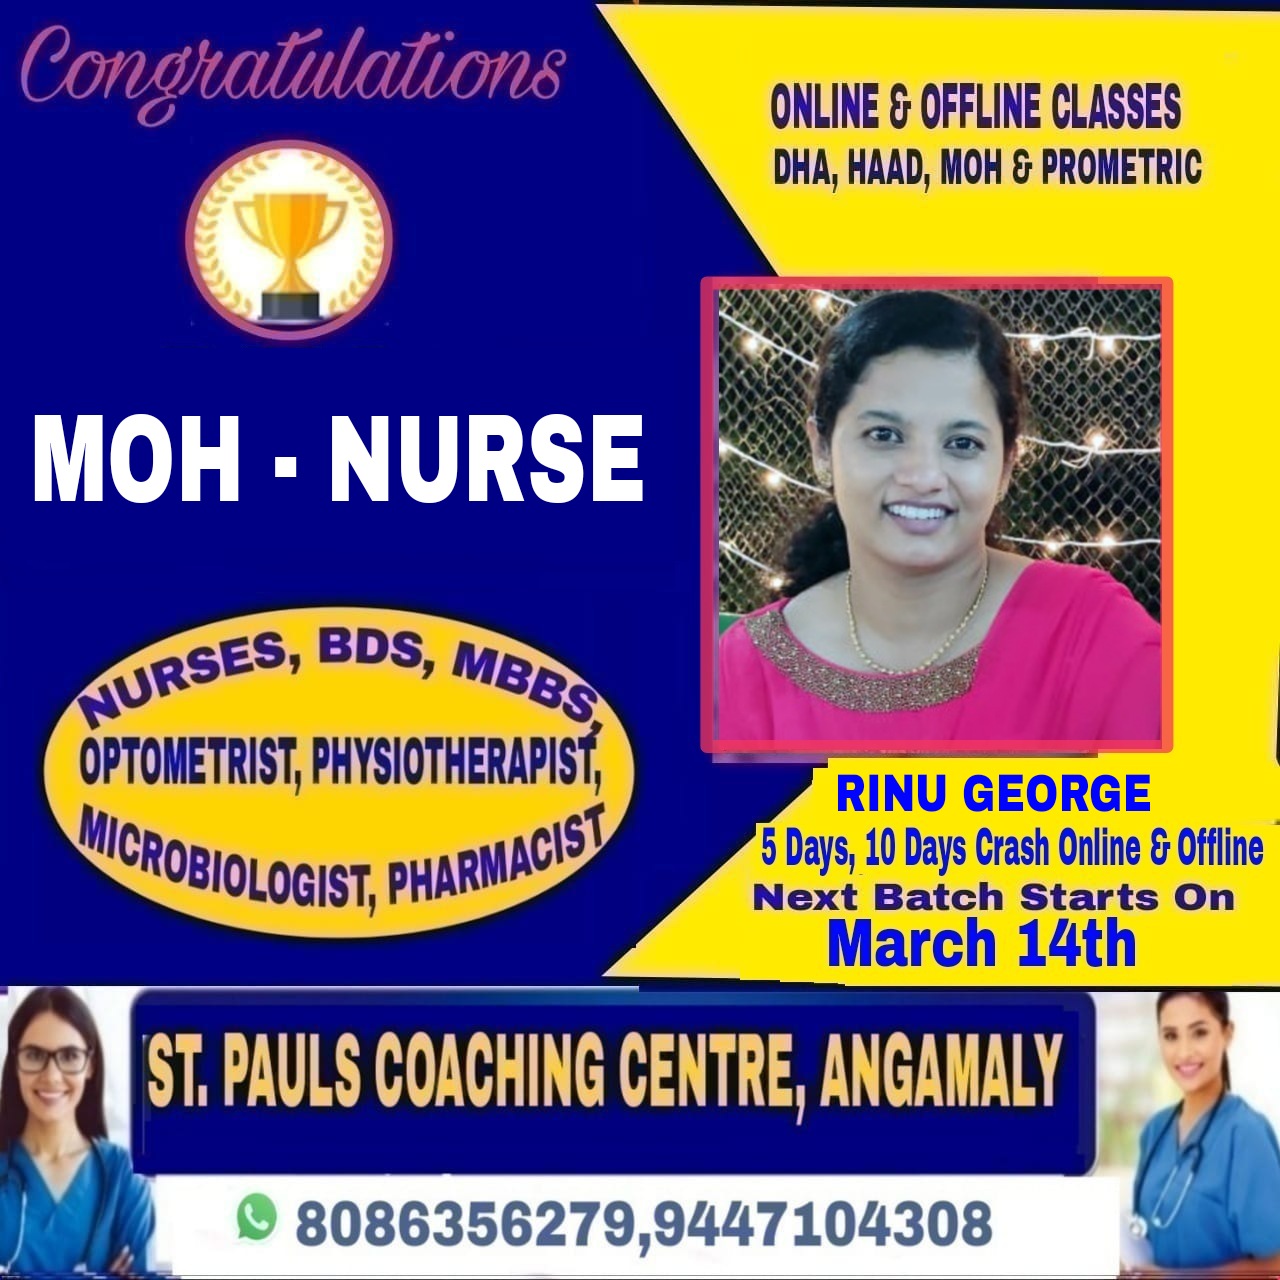 Congratulations
ONLINE & OFFLINE CLASSES
DHA, HAAD, MOH & PROMETRIC
MOH - NURSE
NURSES, BDS, MBBS,
OPTOMETRIST, PHYSIOTHERAPIST,
MICROBIOLOGIST, PHARMACIST
RINU GEORGE
5 Days, 10 Days Crash Online & Offline
Next Batch Starts On
March 14th
ST. PAULS COACHING CENTRE, ANGAMALY
8086356279,9447104308